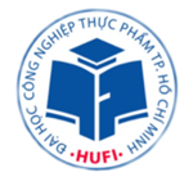 ĐẠI HỌC CÔNG NGHIỆP THỰC PHẨM TP. HỒ CHÍ MINH
• HUFI •